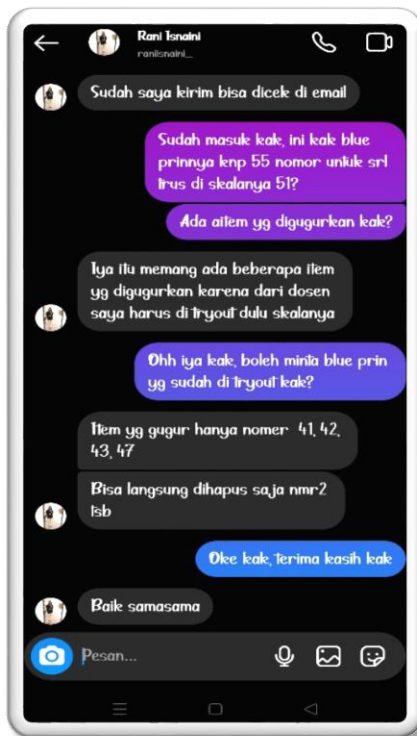 Rani Isnaini
raniisnaini_
Sudah saya kirim bisa dicek di email
Sudah masuk kak, ini kak blue
prinnya knp 55 nomor untuk srl
trus di skalanya 51?
Ada aitem yg digugurkan kak?
Iya itu memang ada beberapa item
yg digugurkan karena dari dosen
saya harus di tryout dulu skalanya
Ohh iya kak, boleh minta blue prin
yg sudah di tryout kak?
Item yg gugur hanya nomer 41, 42,
43, 47
Bisa langsung dihapus saja nmr2
tsb
Oke kak, terima kasih kak
Baik samasama
Pesan...